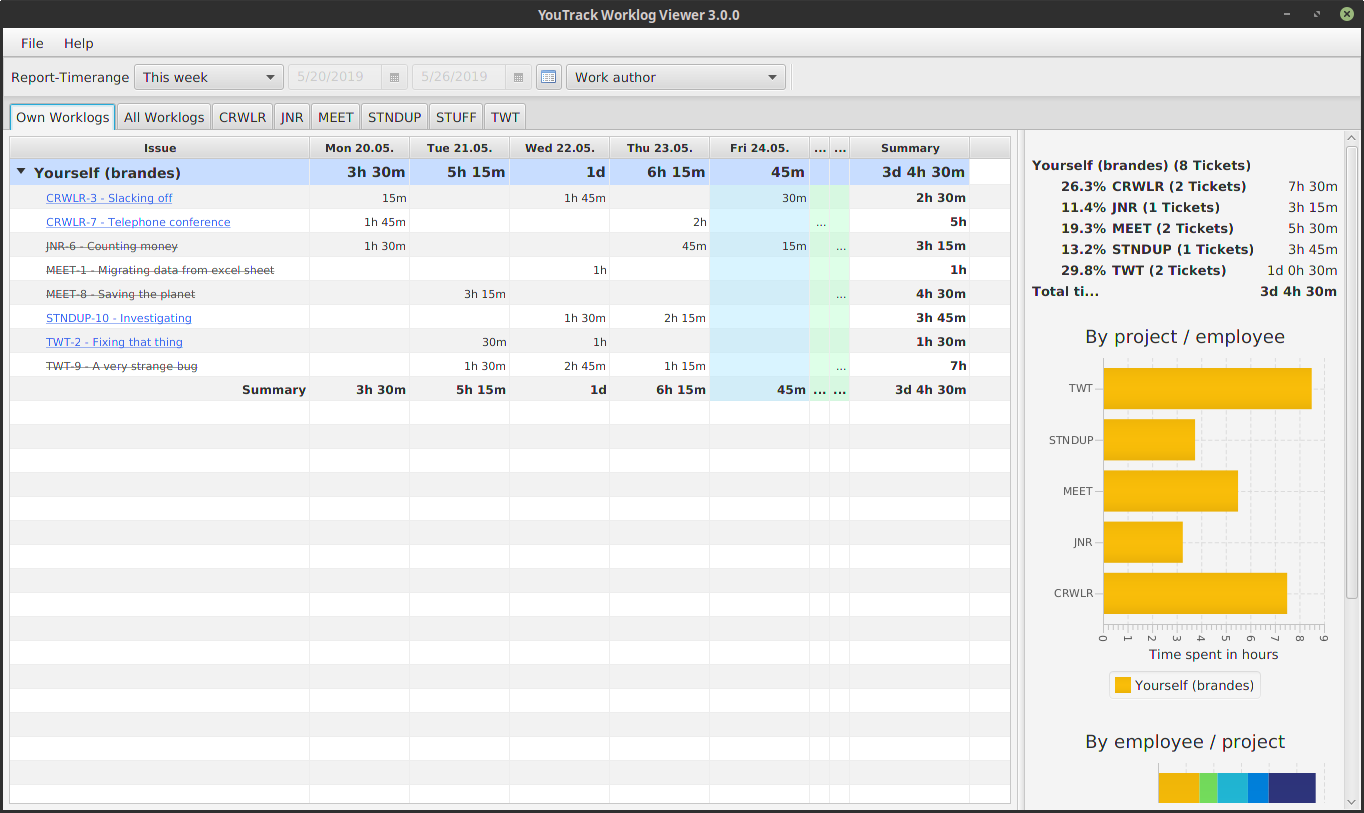 YouTrack Worklog Viewer 3.0.0
File Help
Report-Timerange This week 5/20/2019 5/26/2019 Work author
Own Worklogs All Worklogs CRWLR JNR MEET STNDUP STUFF TWT
Issue Mon 20.05. Tue 21.05. Wed 22.05. Thu 23.05. Fri 24.05. ... ... Summary
Yourself (brandes) 3h 30m 5h 15m 1d 6h 15m 45m 3d 4h 30m
CRWLR-3 - Slacking off 15m 1h 45m 30m 2h 30m
CRWLR-7 - Telephone conference 1h 45m 2h ... 5h
JNR-6 - Counting money 1h 30m 45m 15m ... 3h 15m
MEET-1 - Migrating data from excel sheet 1h 1h
MEET-8 - Saving the planet 3h 15m ... 4h 30m
STNDUP-10 - Investigating 1h 30m 2h 15m 3h 45m
TWT-2 - Fixing that thing 30m 1h 1h 30m
TWT-9 - A very strange bug 1h 30m 2h 45m 1h 15m ... 7h
Summary 3h 30m 5h 15m 1d 6h 15m 45m ... ... 3d 4h 30m
Yourself (brandes) (8 Tickets)
26.3% CRWLR (2 Tickets) 7h 30m
11.4% JNR (1 Tickets) 3h 15m
19.3% MEET (2 Tickets) 5h 30m
13.2% STNDUP (1 Tickets) 3h 45m
29.8% TWT (2 Tickets) 1d 0h 30m
Total ti... 3d 4h 30m
By project / employee
TWT
STNDUP
MEET
JNR
CRWLR
0 1 2 3 4 5 6 7 8 9
Time spent in hours
Yourself (brandes)
By employee / project